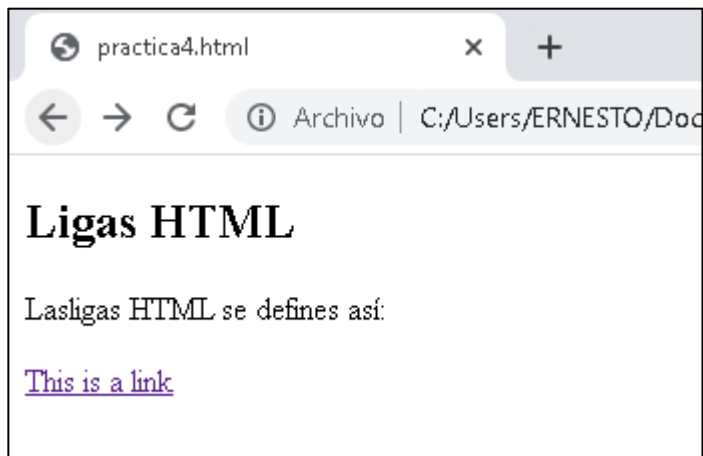 practica4.html
Archivo | C:/Users/ERNESTO/Doc
Ligas HTML
Lasligas HTML se defines así:
This is a link